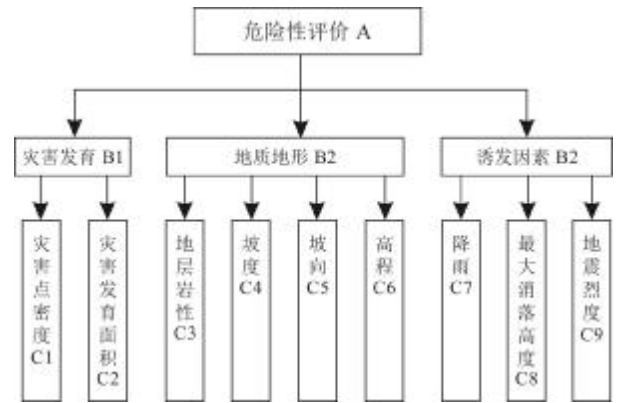 危险性评价 A
灾害发育 B1
地质地形 B2
诱发因素 B2
灾害点密度 C1
灾害发育面积 C2
地层岩性 C3
坡度 C4
坡向 C5
高程 C6
降雨 C7
最大消落高度 C8
地震烈度 C9